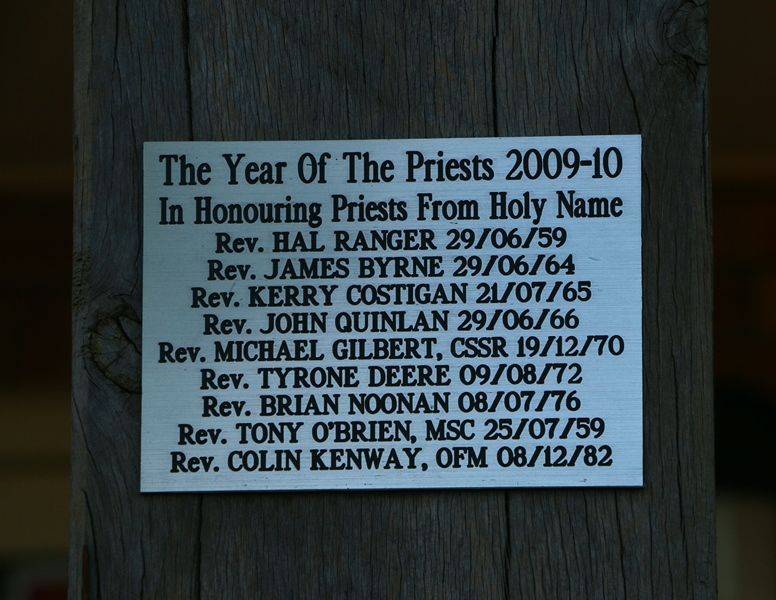 The Year Of The Priests 2009-10
In Honouring Priests From Holy Name
Rev. HAL RANGER 29/06/59
Rev. JAMES BYRNE 29/06/64
Rev. KERRY COSTIGAN 21/07/65
Rev. JOHN QUINLAN 29/06/66
Rev. MICHAEL GILBERT, CSSR 19/12/70
Rev. TYRONE DEERE 09/08/72
Rev. BRIAN NOONAN 08/07/76
Rev. TONY O'BRIEN, MSC 25/07/59
Rev. COLIN KENWAY, OFM 08/12/82